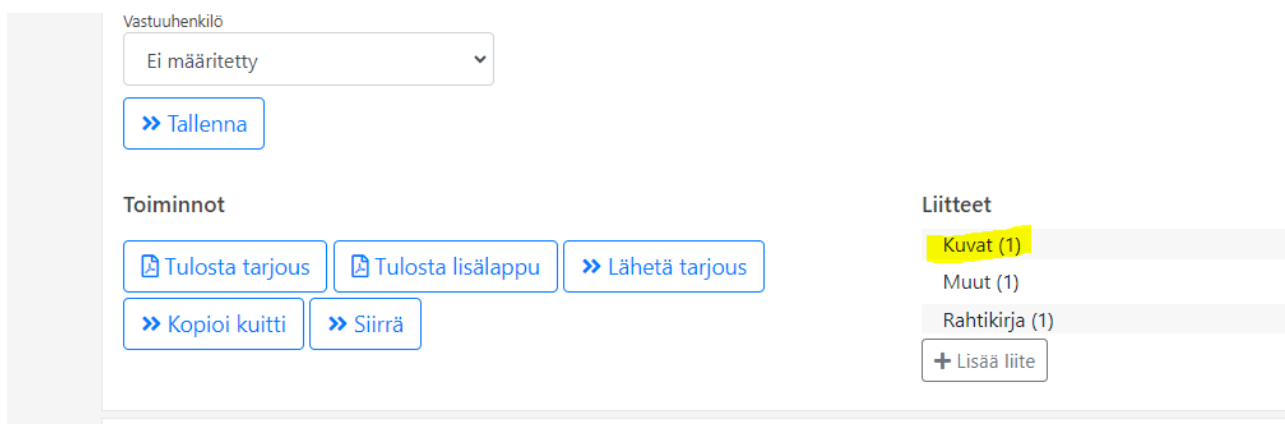 Vastuuhenkilö
Ei määritetty
Tallenna
Toiminnot
Tulosta tarjous Tulosta lisälappu Lähetä tarjous
Kopioi kuitti Siirrä
Liitteet
Kuvat (1)
Muut (1)
Rahtikirja (1)
Lisää liite